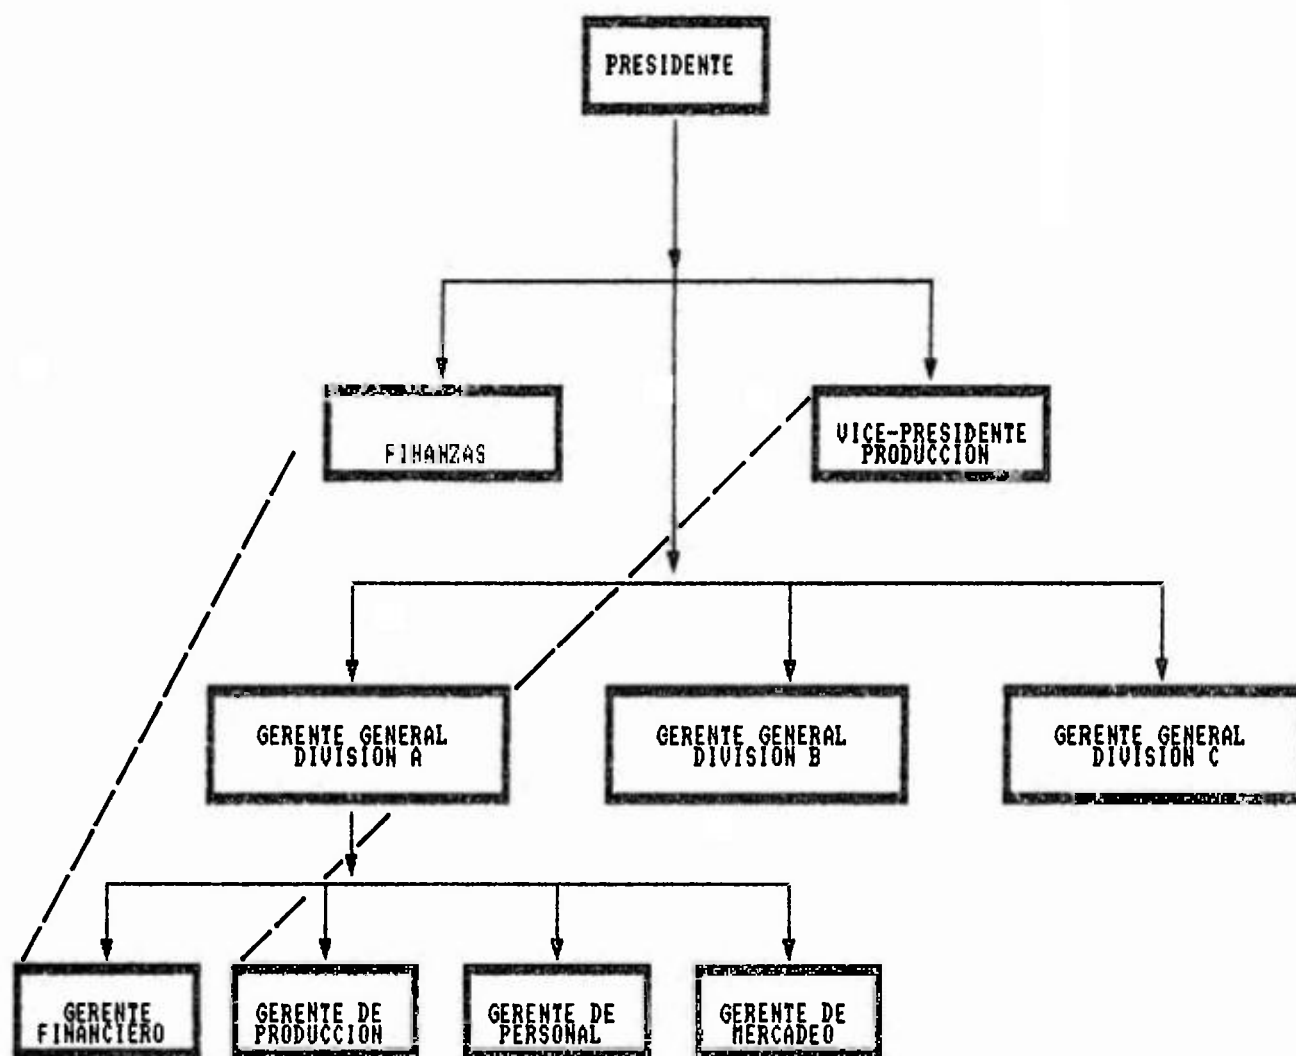 PRESIDENTE
FINANZAS
VICE-PRESIDENTE
PRODUCCION
GERENTE GENERAL
DIVISION A
GERENTE GENERAL
DIVISION B
GERENTE GENERAL
DIVISION C
GERENTE
FINANCIERO
GERENTE DE
PRODUCCION
GERENTE DE
PERSONAL
GERENTE DE
MERCADEO